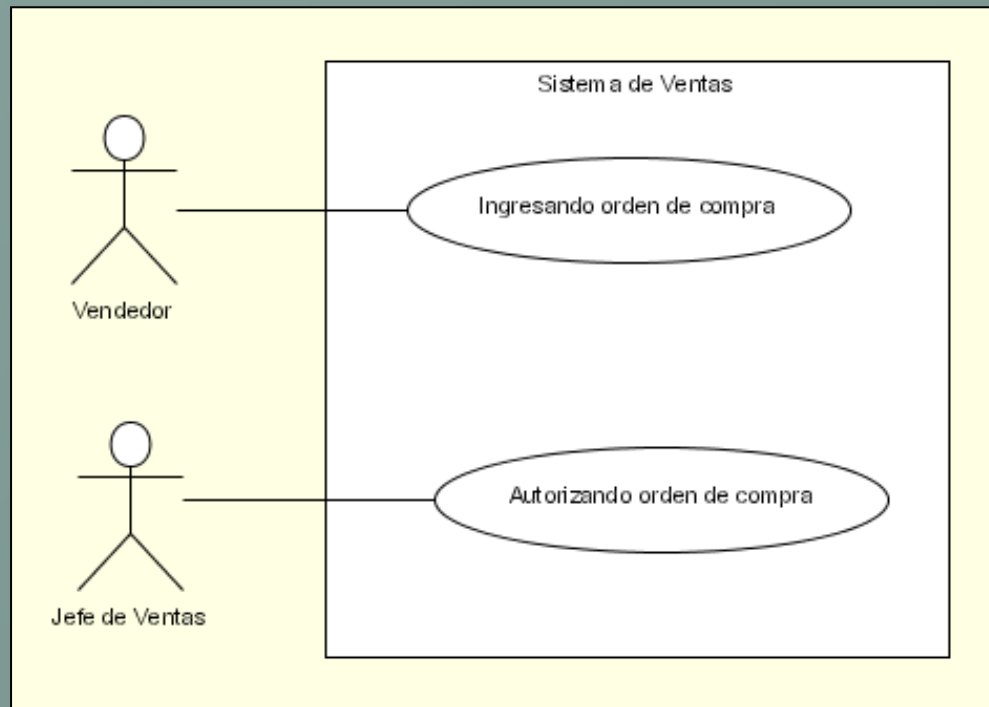 Sistema de Ventas
Ingresando orden de compra
Vendedor
Autorizando orden de compra
Jefe de Ventas